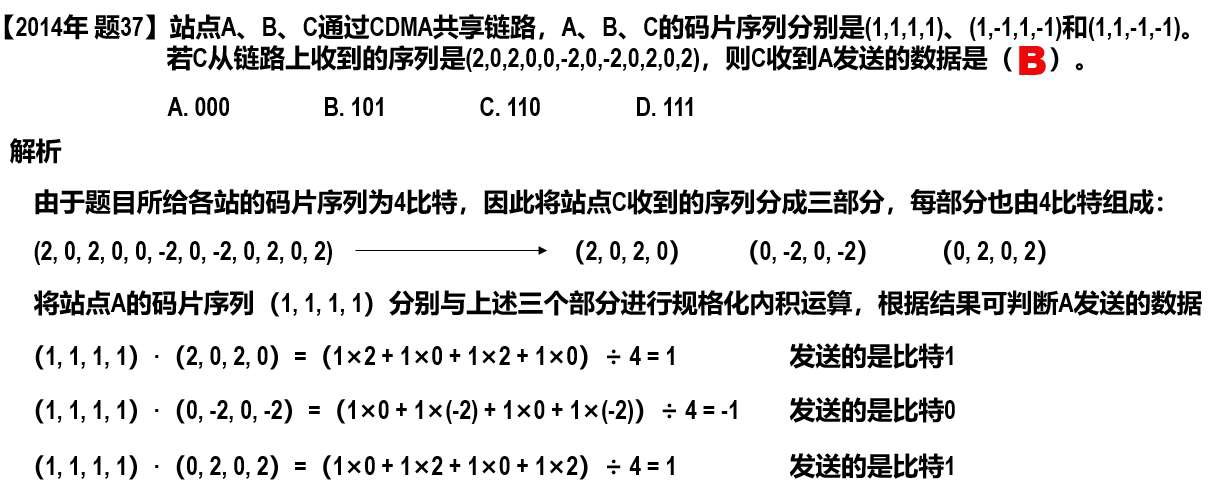 【2014年 题37】站点A、B、C通过CDMA共享链路，A、B、C的码片序列分别是(1,1,1,1)、(1,-1,1,-1)和(1,1,-1,-1)。
若C从链路上收到的序列是(2,0,2,0,0,-2,0,-2,0,2,0,2)，则C收到A发送的数据是（ B ）。
A. 000 B. 101 C. 110 D. 111
解析
由于题目所给各站的码片序列为4比特，因此将站点C收到的序列分成三部分，每部分也由4比特组成：
(2, 0, 2, 0, 0, -2, 0, -2, 0, 2, 0, 2) （2, 0, 2, 0） （0, -2, 0, -2） （0, 2, 0, 2）
将站点A的码片序列（1, 1, 1, 1）分别与上述三个部分进行规格化内积运算，根据结果可判断A发送的数据
（1, 1, 1, 1）·（2, 0, 2, 0）=（1×2 + 1×0 + 1×2 + 1×0）÷ 4 = 1 发送的是比特1
（1, 1, 1, 1）·（0, -2, 0, -2）=（1×0 + 1×(-2) + 1×0 + 1×(-2)）÷ 4 = -1 发送的是比特0
（1, 1, 1, 1）·（0, 2, 0, 2）=（1×0 + 1×2 + 1×0 + 1×2）÷ 4 = 1 发送的是比特1